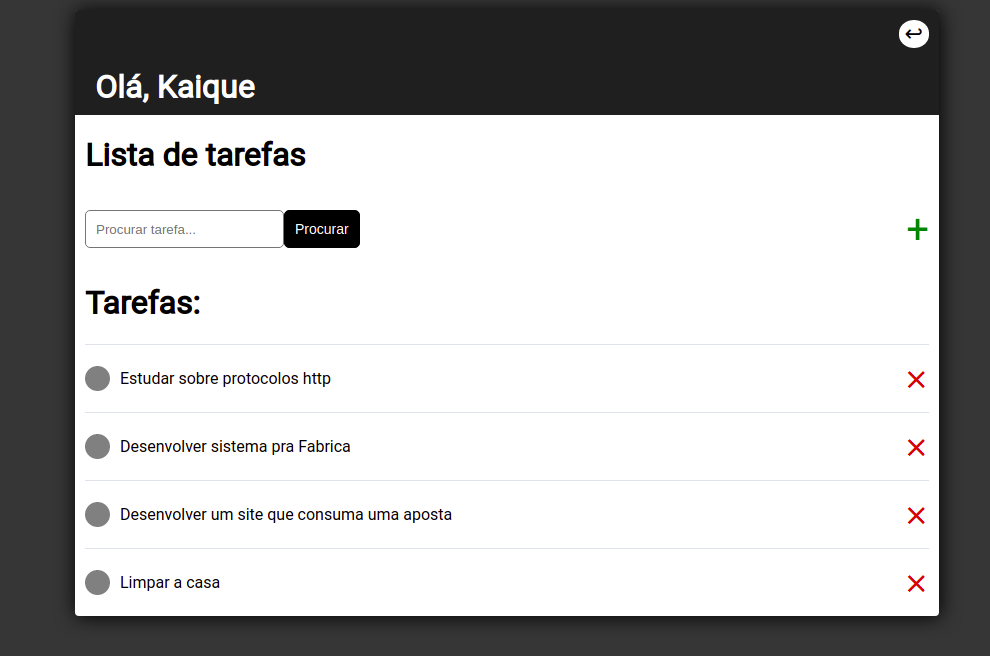 Olá, Kaique
Lista de tarefas
Procurar tarefa... Procurar
Tarefas:
Estudar sobre protocolos http
Desenvolver sistema pra Fabrica
Desenvolver um site que consuma uma aposta
Limpar a casa